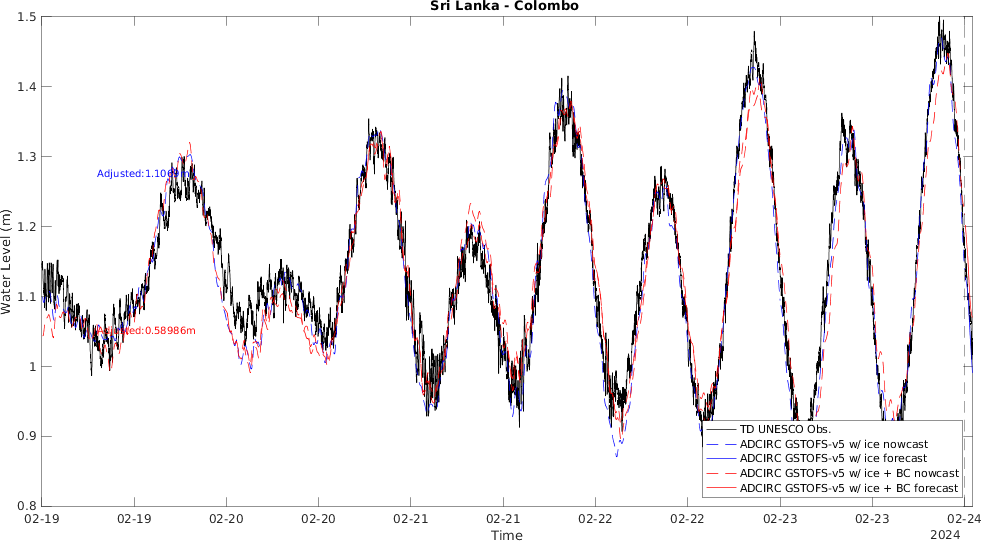 Sri Lanka - Colombo
1.5
1.4
1.3
1.2
1.1
1
0.9
0.8
Water Level (m)
Adjusted:1.1069m
Adjusted:0.58986m
TD UNESCO Obs.
ADCIRC GSTOFS-v5 w/ ice nowcast
ADCIRC GSTOFS-v5 w/ ice forecast
ADCIRC GSTOFS-v5 w/ ice + BC nowcast
ADCIRC GSTOFS-v5 w/ ice + BC forecast
02-19 02-19 02-20 02-20 02-21 02-21 02-22 02-22 02-23 02-23 02-24
2024
Time